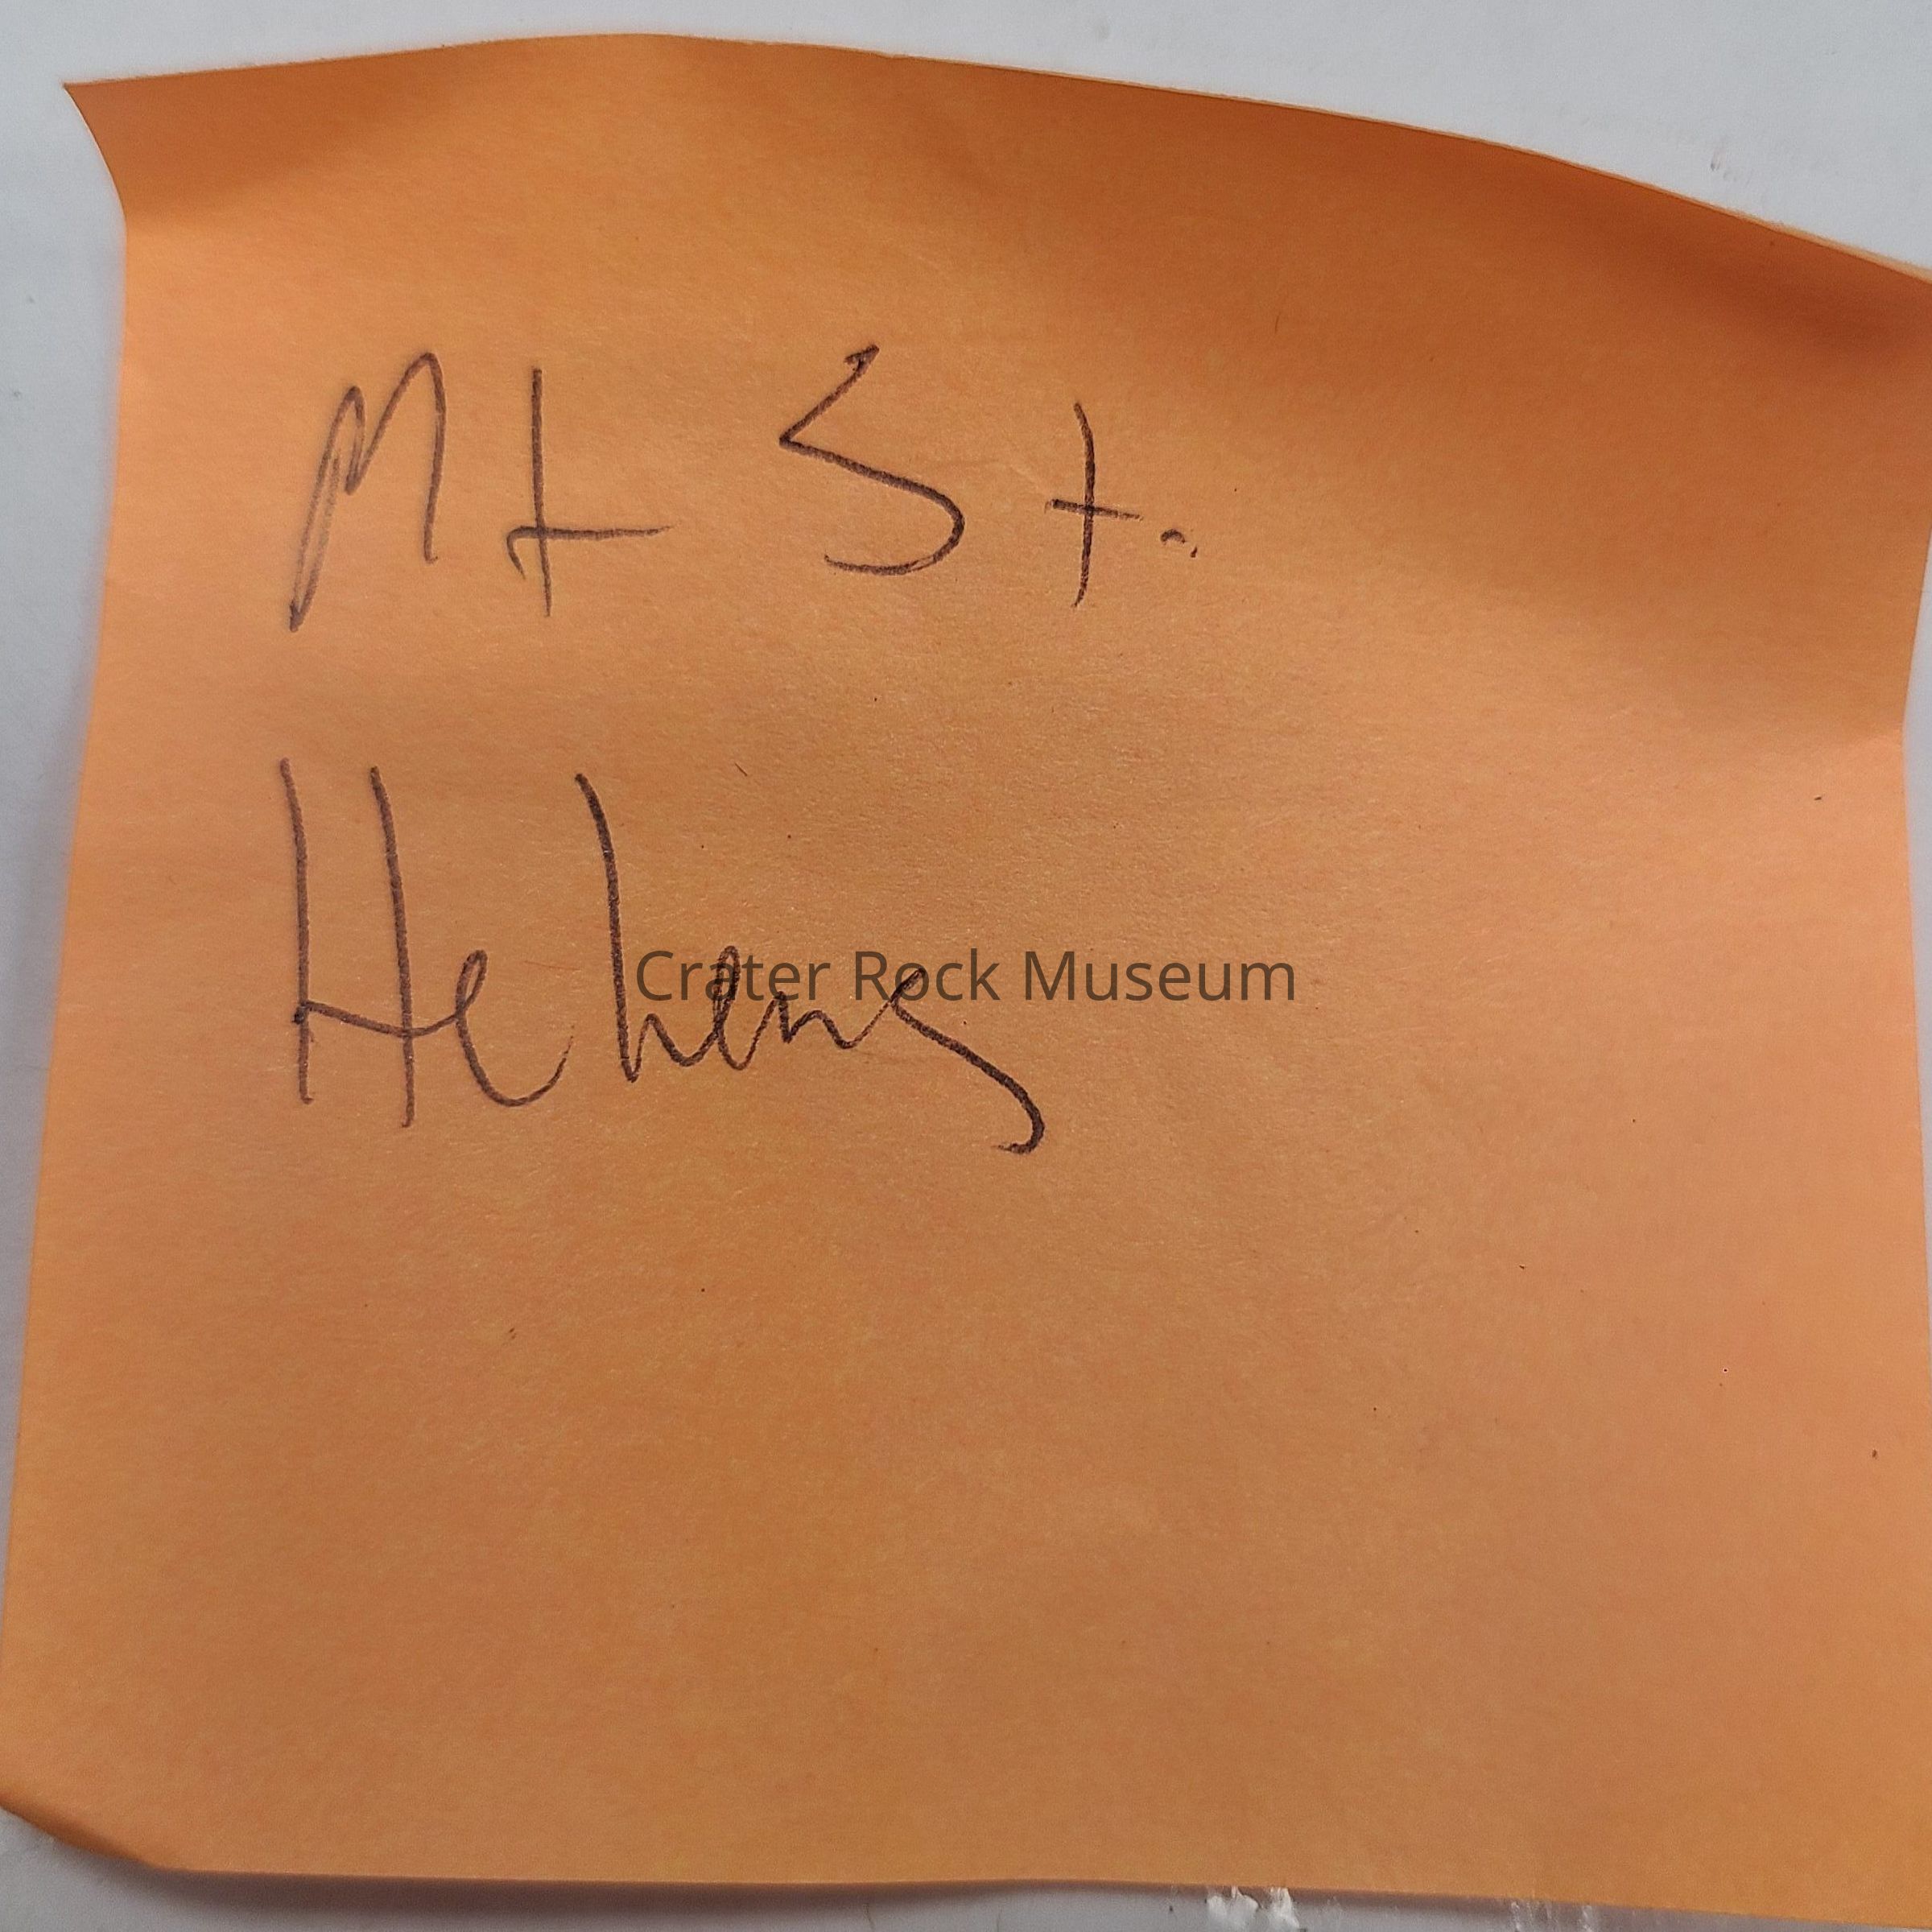 Mt St.
Helens
Crater Rock Museum